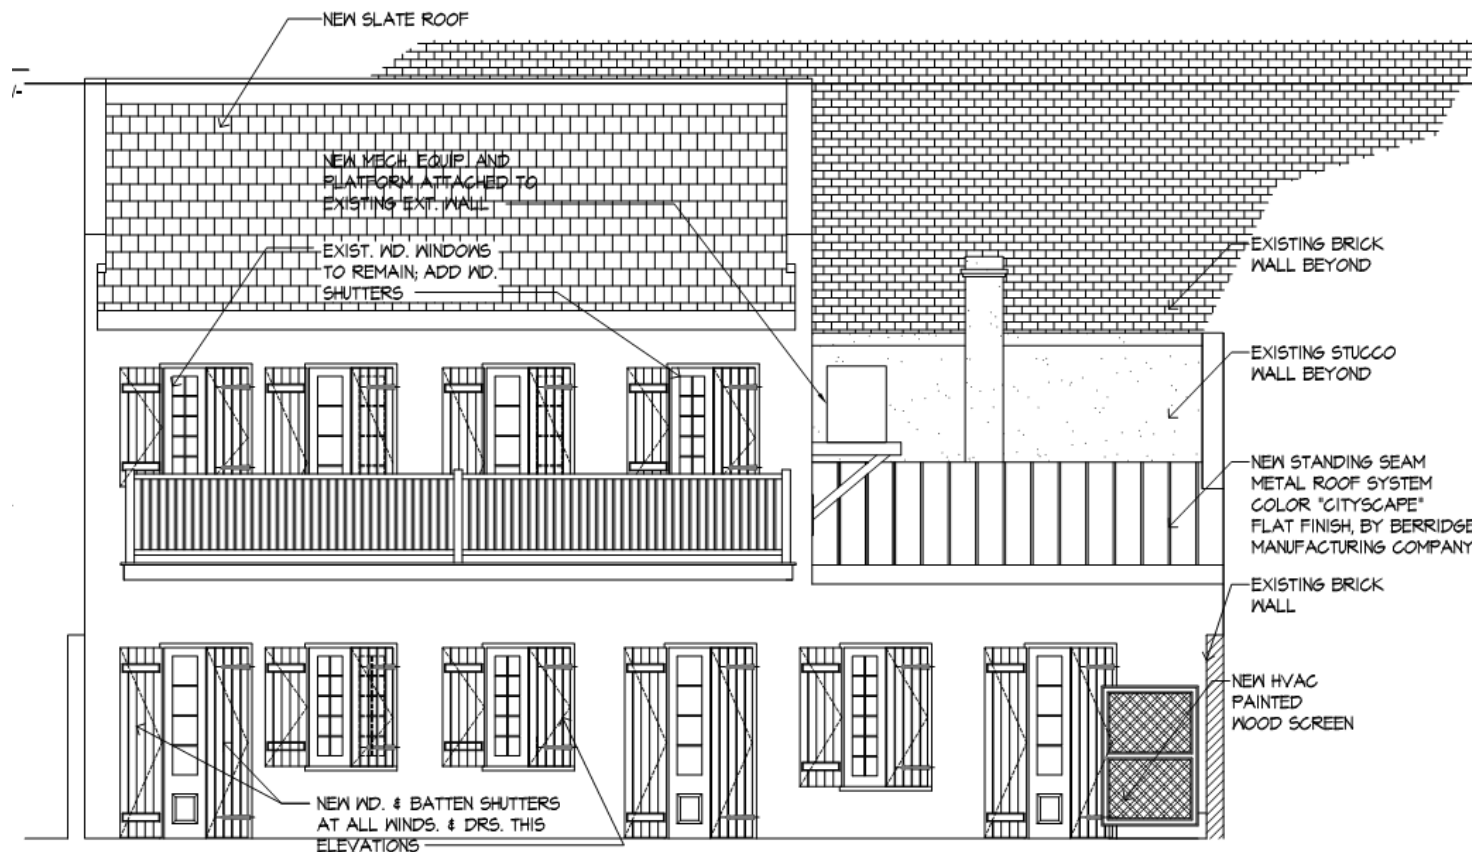 NEW SLATE ROOF
/-
NEW MECH. EQUIP. AND
PLATFORM ATTACHED TO
EXISTING EXT. WALL
EXIST. WD. WINDOWS
TO REMAIN; ADD WD.
SHUTTERS
EXISTING BRICK
WALL BEYOND
EXISTING STUCCO
WALL BEYOND
NEW STANDING SEAM
METAL ROOF SYSTEM
COLOR "CITYSCAPE"
FLAT FINISH, BY BERRIDGE
MANUFACTURING COMPANY
EXISTING BRICK
WALL
NEW HVAC
PAINTED
WOOD SCREEN
NEW WD. & BATTEN SHUTTERS
AT ALL WINDS. & DRS. THIS
ELEVATIONS